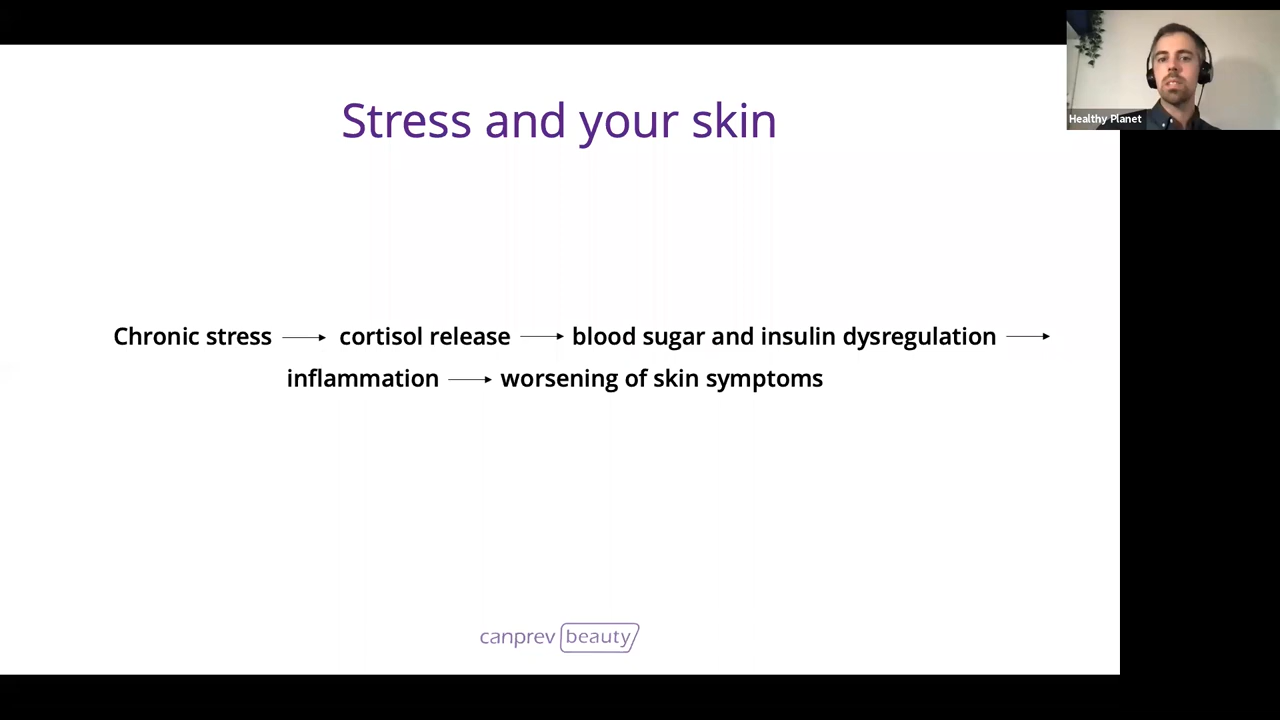 Stress and your skin
Healthy Planet
Chronic stress → cortisol release → blood sugar and insulin dysregulation →
inflammation → worsening of skin symptoms
canprev beauty